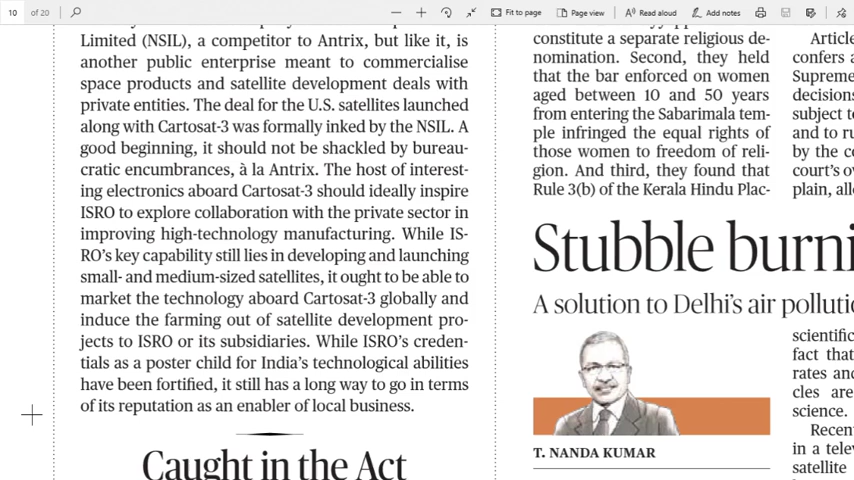 10 of 20
Fit to page
Page view
Read aloud
Add notes
Limited (NSIL), a competitor to Antrix, but like it, is
another public enterprise meant to commercialise
space products and satellite development deals with
private entities. The deal for the U.S. satellites launched
along with Cartosat-3 was formally inked by the NSIL. A
good beginning, it should not be shackled by bureau-
cratic encumbrances, à la Antrix. The host of interest-
ing electronics aboard Cartosat-3 should ideally inspire
ISRO to explore collaboration with the private sector in
improving high-technology manufacturing. While IS-
RO's key capability still lies in developing and launching
small- and medium-sized satellites, it ought to be able to
market the technology aboard Cartosat-3 globally and
induce the farming out of satellite development pro-
jects to ISRO or its subsidiaries. While ISRO's creden-
tials as a poster child for India's technological abilities
have been fortified, it still has a long way to go in terms
of its reputation as an enabler of local business.
Caught in the Act
constitute a separate religious de-
nomination. Second, they held
that the bar enforced on women
aged between 10 and 50 years
from entering the Sabarimala tem-
ple infringed the equal rights of
those women to freedom of reli-
gion. And third, they found that
Rule 3(b) of the Kerala Hindu Plac-
Article
confers a
Supreme
decisions
subject to
and to ru
by the co
court's ov
plain, all
Stubble burni
A solution to Delhi's air pollutio
T. NANDA KUMAR
scientific
fact that
rates and
cles are
science.
Recen
in a telev
satellite